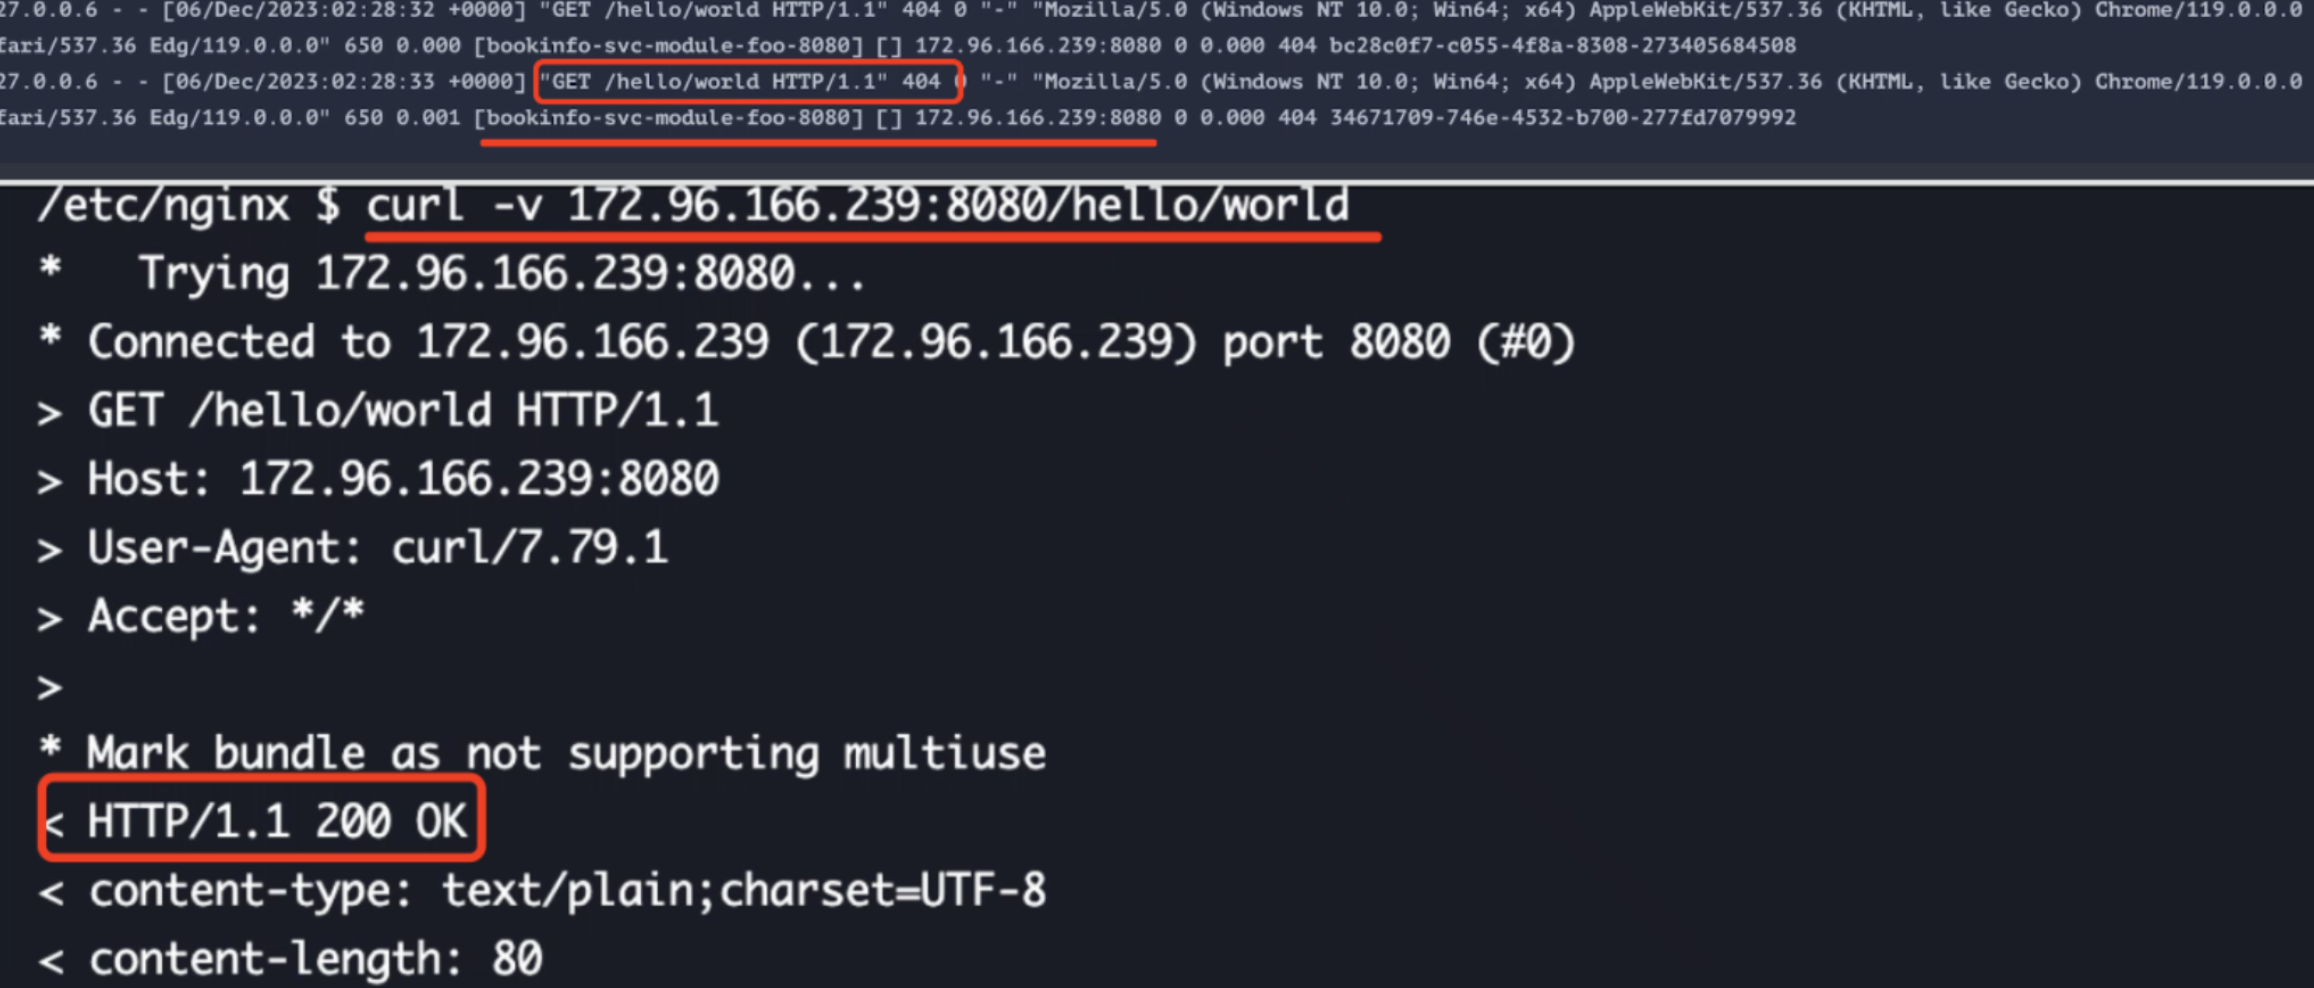 27.0.0.6 - - [06/Dec/2023:02:28:32 +0000] "GET /hello/world HTTP/1.1" 404 0 "-" "Mozilla/5.0 (Windows NT 10.0; Win64; x64) AppleWebKit/537.36 (KHTML, like Gecko) Chrome/119.0.0.0
fari/537.36 Edg/119.0.0.0" 650 0.000 [bookinfo-svc-module-foo-8080] [] 172.96.166.239:8080 0 0.000 404 bc28c0f7-c055-4f8a-8308-273405684508
27.0.0.6 - - [06/Dec/2023:02:28:33 +0000] "GET /hello/world HTTP/1.1" 404 0 "-" "Mozilla/5.0 (Windows NT 10.0; Win64; x64) AppleWebKit/537.36 (KHTML, like Gecko) Chrome/119.0.0.0
fari/537.36 Edg/119.0.0.0" 650 0.001 [bookinfo-svc-module-foo-8080] [] 172.96.166.239:8080 0 0.000 404 34671709-746e-4532-b700-277fd7079992
/etc/nginx $ curl -v 172.96.166.239:8080/hello/world
*   Trying 172.96.166.239:8080...
* Connected to 172.96.166.239 (172.96.166.239) port 8080 (#0)
> GET /hello/world HTTP/1.1
> Host: 172.96.166.239:8080
> User-Agent: curl/7.79.1
> Accept: */*
>
* Mark bundle as not supporting multiuse
< HTTP/1.1 200 OK
< content-type: text/plain;charset=UTF-8
< content-length: 80